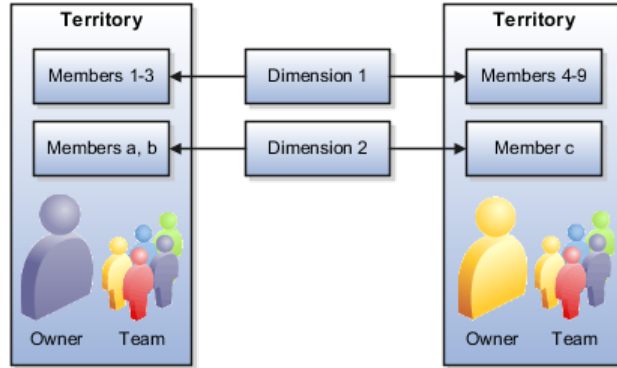 Territory
Territory
Members 1-3
Dimension 1
Members 4-9
Members a, b
Dimension 2
Member c
Owner
Team
Owner
Team